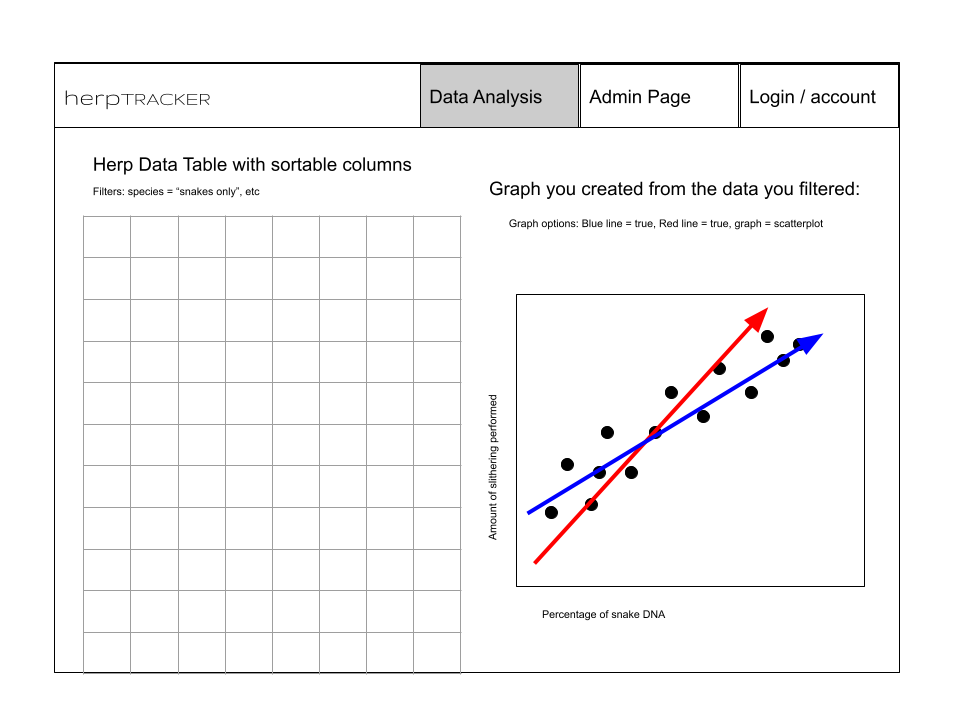 herpTRACKER
Data Analysis
Admin Page
Login / account
Herp Data Table with sortable columns
Filters: species = “snakes only”, etc
Graph you created from the data you filtered:
Graph options: Blue line = true, Red line = true, graph = scatterplot
Amount of slithering performed
Percentage of snake DNA